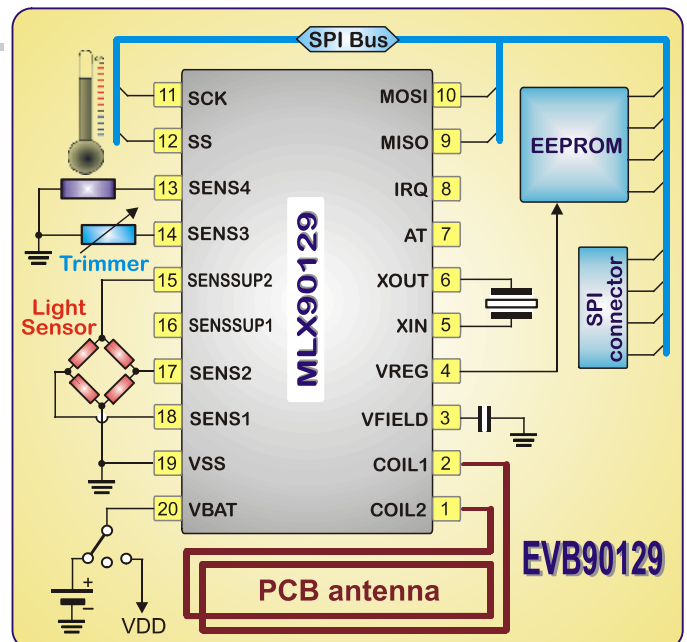 SPI Bus
11 SCK
MOSI 10
12 SS
MISO 9
EEPROM
13 SENS4
IRQ 8
14 SENS3
AT 7
Trimmer
15 SENSSUP2
XOUT 6
Light
Sensor
16 SENSSUP1
XIN 5
MLX90129
SPI
connector
17 SENS2
VREG 4
18 SENS1
VFIELD 3
19 VSS
COIL1 2
20 VBAT
COIL2 1
EVB90129
+
−
VDD
PCB antenna